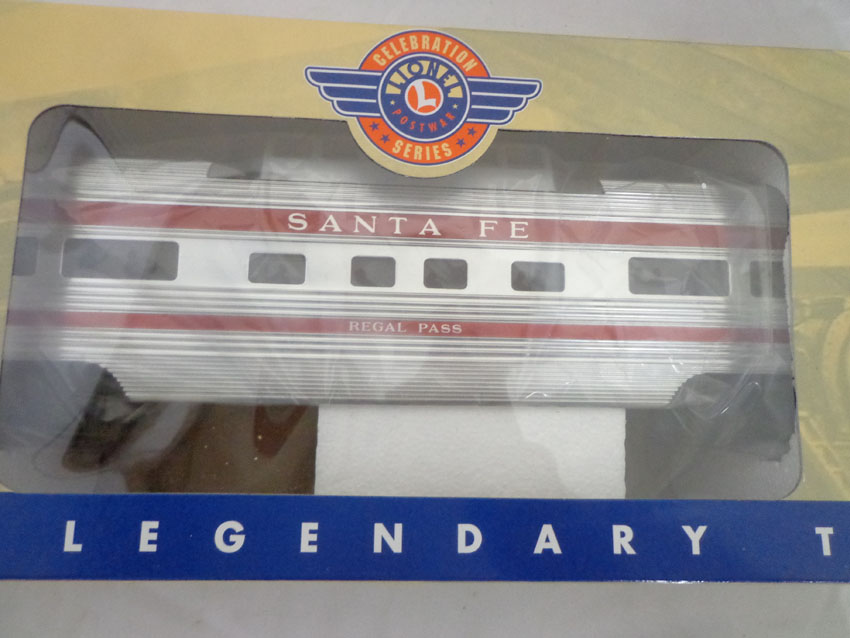 CELEBRATION
LIONEL
L
POSTWAR
SERIES
SANTA FE
REGAL PASS
LEGENDARY T